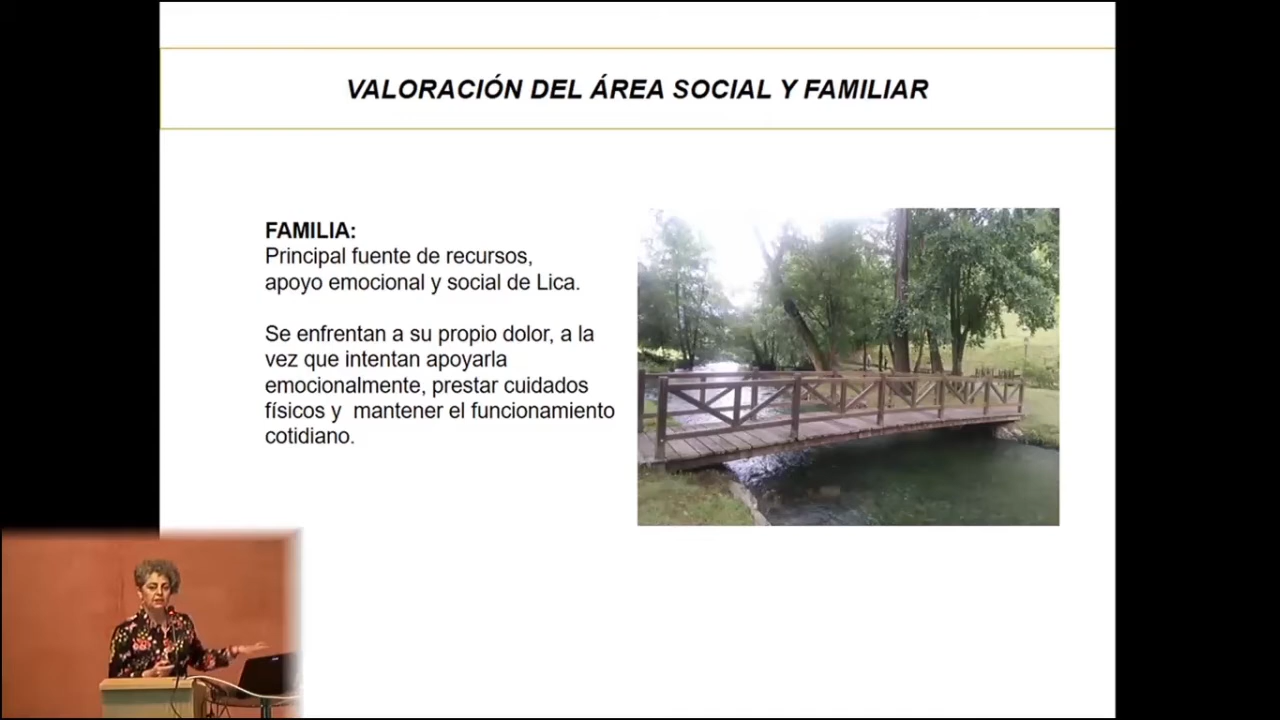 VALORACIÓN DEL ÁREA SOCIAL Y FAMILIAR
FAMILIA:
Principal fuente de recursos,
apoyo emocional y social de Lica.
Se enfrentan a su propio dolor, a la
vez que intentan apoyarla
emocionalmente, prestar cuidados
físicos y  mantener el funcionamiento
cotidiano.